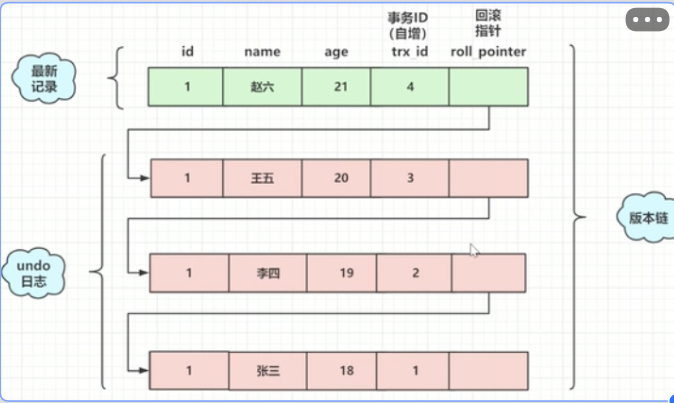 事务ID
(自增)
回滚
指针
id name age trx_id roll_pointer
最新
记录
1 赵六 21 4
1 王五 20 3
版本链
undo
日志
1 李四 19 2
1 张三 18 1